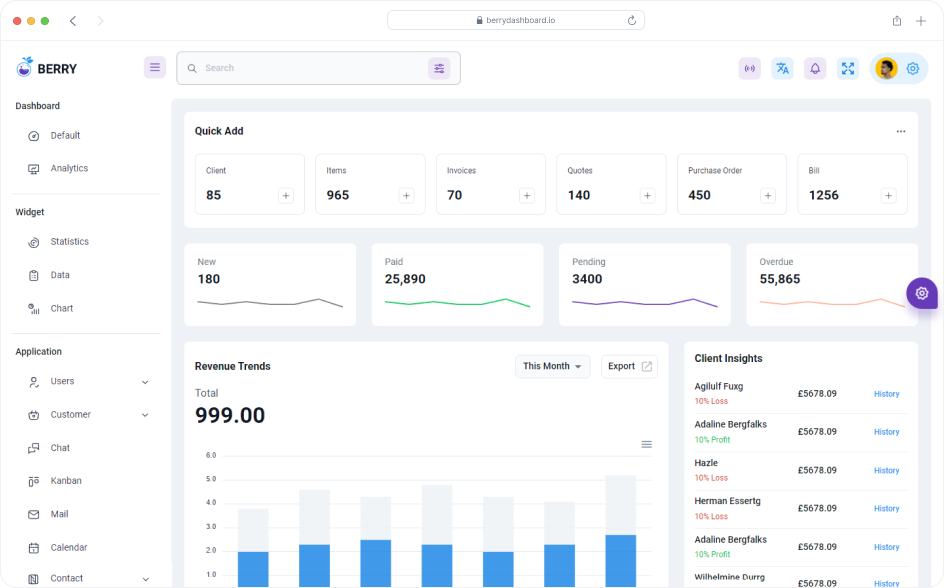 berrydashboard.io
BERRY
Search
Dashboard
Default
Analytics
Widget
Statistics
Data
Chart
Application
Users
Customer
Chat
Kanban
Mail
Calendar
Contact
Quick Add
Client
85
Items
965
Invoices
70
Quotes
140
Purchase Order
450
Bill
1256
New
180
Paid
25,890
Pending
3400
Overdue
55,865
Revenue Trends
This Month
Export
Total
999.00
6.0
5.0
4.0
3.0
2.0
1.0
Client Insights
Agilulf Fuxg £5678.09 History
10% Loss
Adaline Bergfalks £5678.09 History
10% Profit
Hazle £5678.09 History
10% Loss
Herman Essertg £5678.09 History
10% Loss
Adaline Bergfalks £5678.09 History
10% Profit
Wilhelmine Durrg £5678.09 History